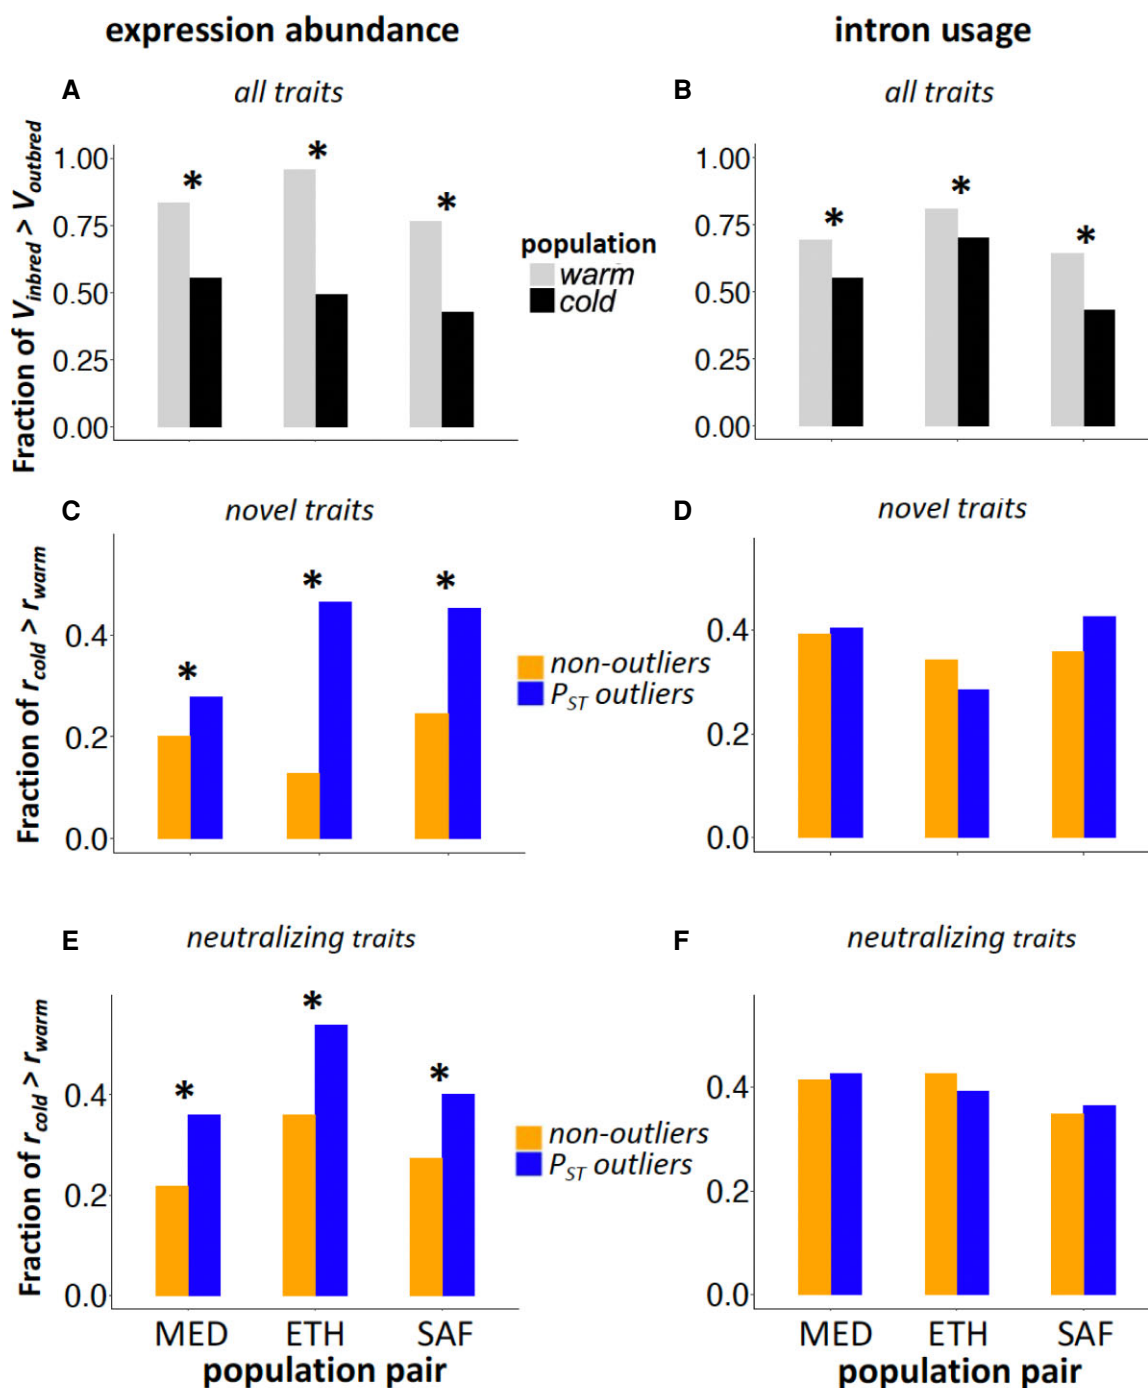 expression abundance
intron usage
A
all traits
B
all traits
Fraction of V_inbred > V_outbred
1.00
0.75
0.50
0.25
0.00
*
*
*
population
warm
cold
1.00
0.75
0.50
0.25
0.00
*
*
*
C
novel traits
D
novel traits
Fraction of r_cold > r_warm
0.4
0.2
0.0
*
*
*
non-outliers
P_ST outliers
0.4
0.2
0.0
E
neutralizing traits
F
neutralizing traits
Fraction of r_cold > r_warm
0.4
0.2
0.0
*
*
*
non-outliers
P_ST outliers
0.4
0.2
0.0
MED ETH SAF
population pair
MED ETH SAF
population pair